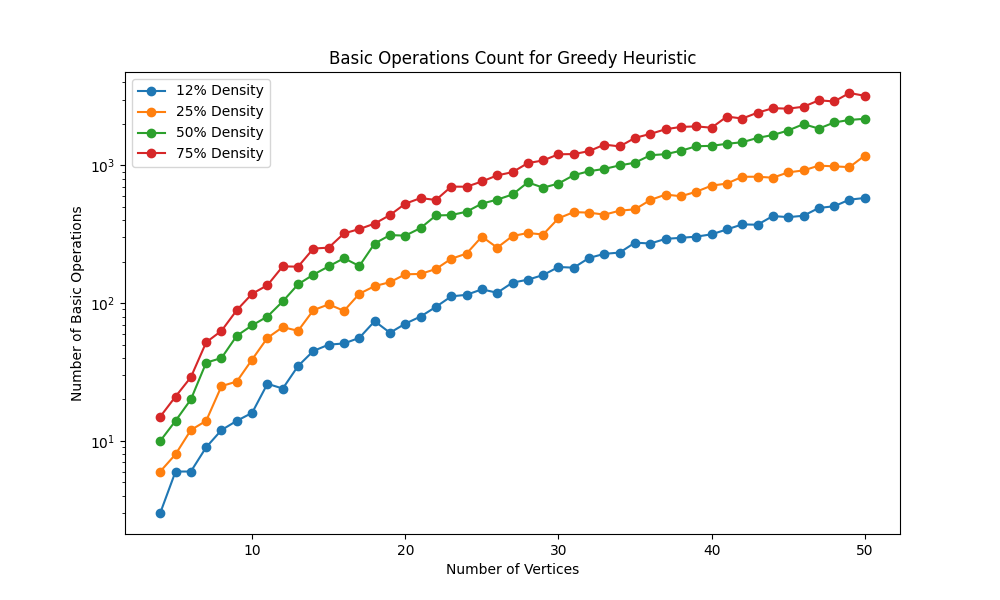 Basic Operations Count for Greedy Heuristic
12% Density
25% Density
50% Density
75% Density
Number of Basic Operations
10³
10²
10¹
10 20 30 40 50
Number of Vertices